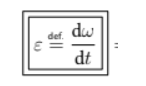 ε def. = dω/dt =